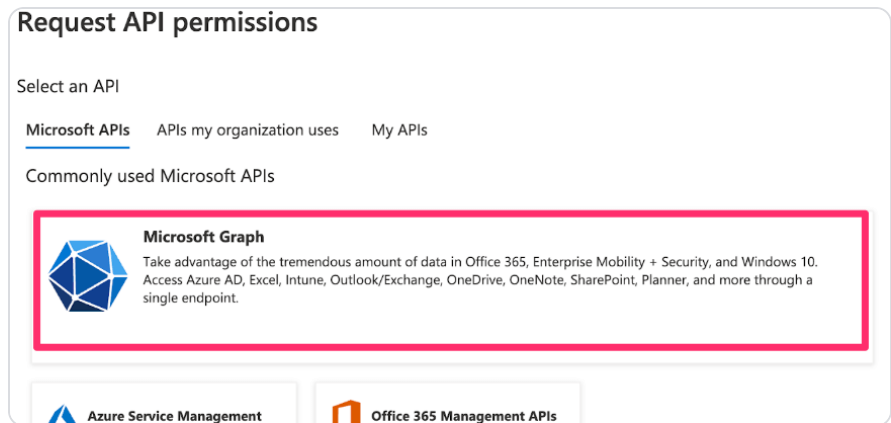 Request API permissions
Select an API
Microsoft APIs APIs my organization uses My APIs
Commonly used Microsoft APIs
Microsoft Graph
Take advantage of the tremendous amount of data in Office 365, Enterprise Mobility + Security, and Windows 10.
Access Azure AD, Excel, Intune, Outlook/Exchange, OneDrive, OneNote, SharePoint, Planner, and more through a
single endpoint.
Azure Service Management Office 365 Management APIs